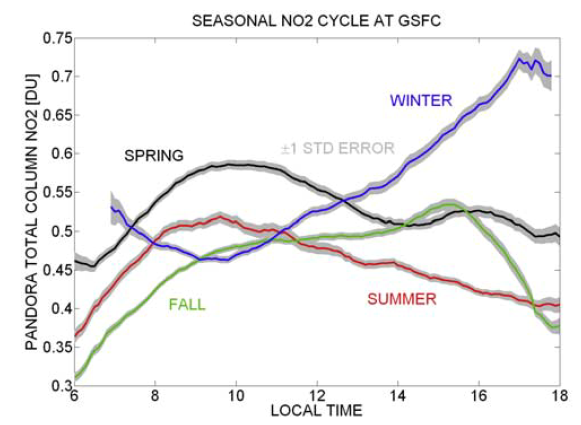 SEASONAL NO2 CYCLE AT GSFC
PANDORA TOTAL COLUMN NO2 [DU]
0.75
0.7
0.65
0.6
0.55
0.5
0.45
0.4
0.35
0.3
WINTER
±1 STD ERROR
SPRING
FALL
SUMMER
6 8 10 12 14 16 18
LOCAL TIME